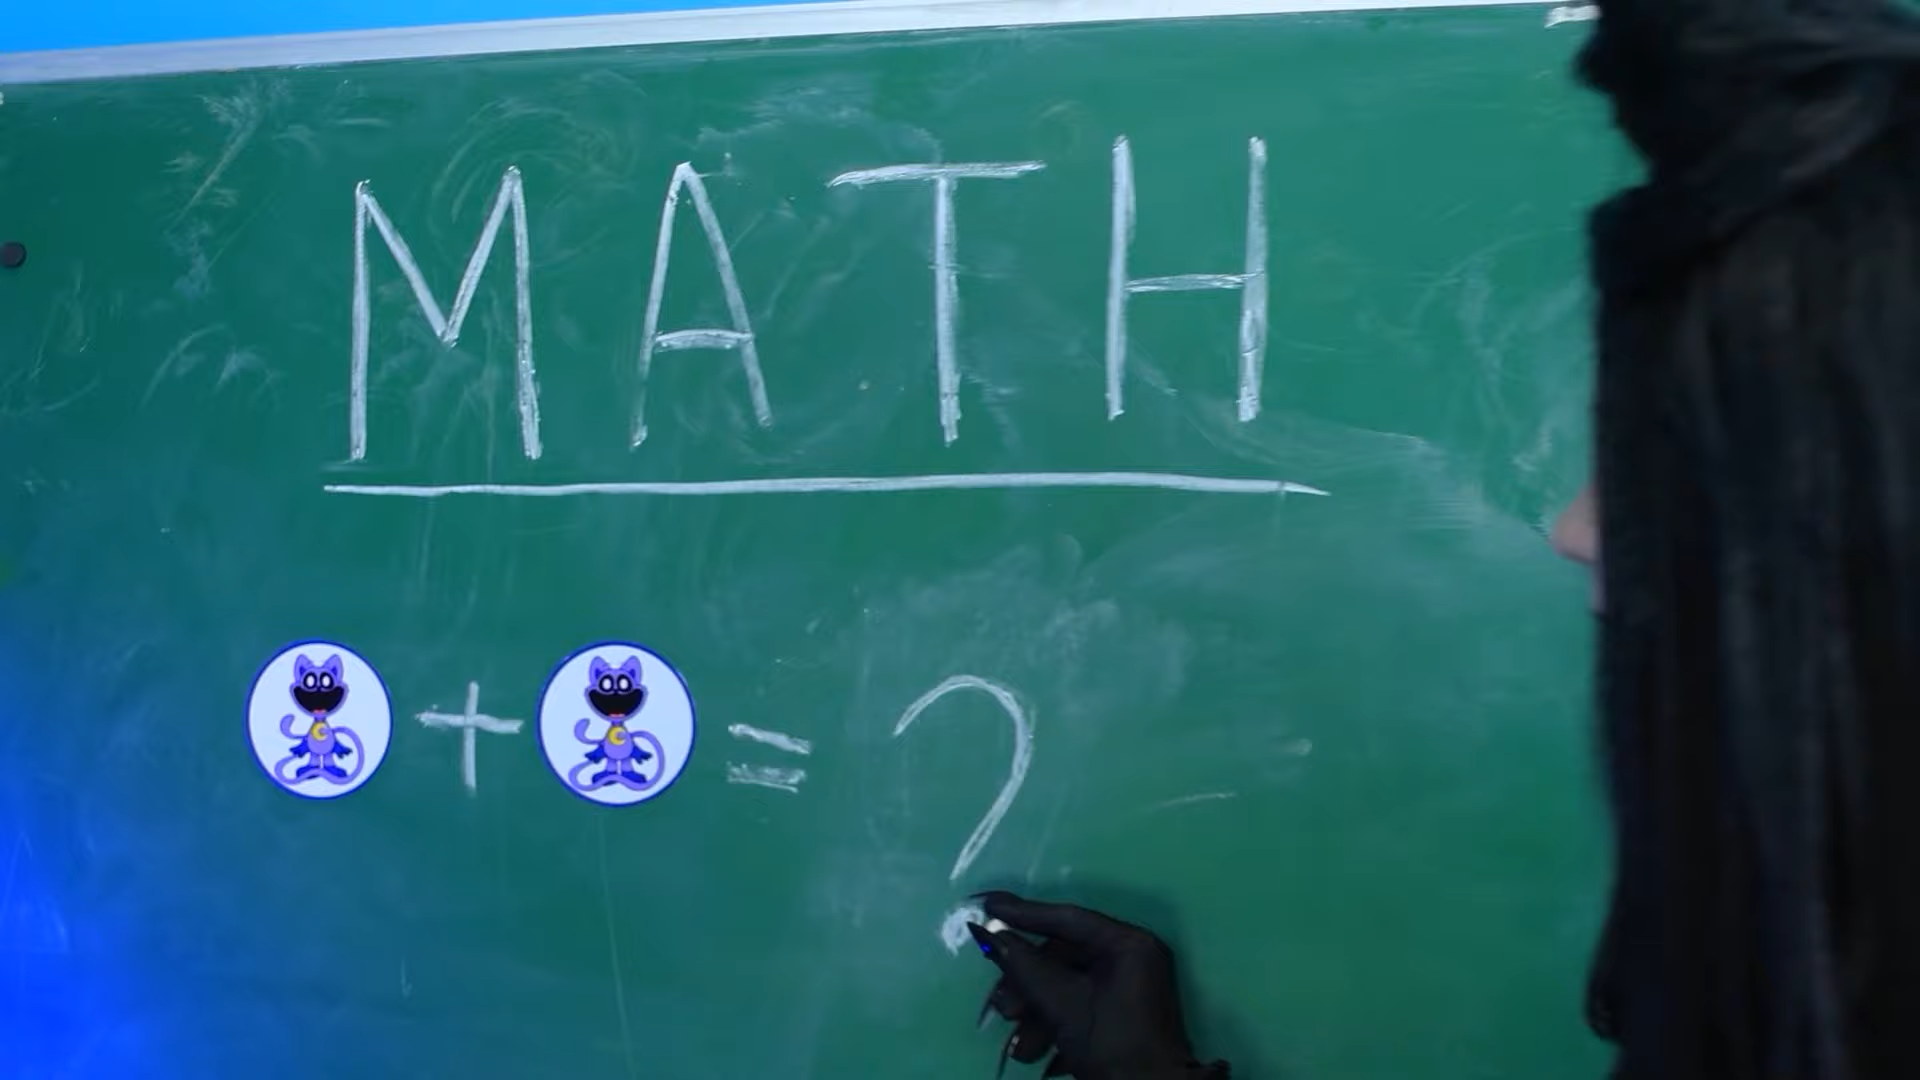 MATH
+ = ?